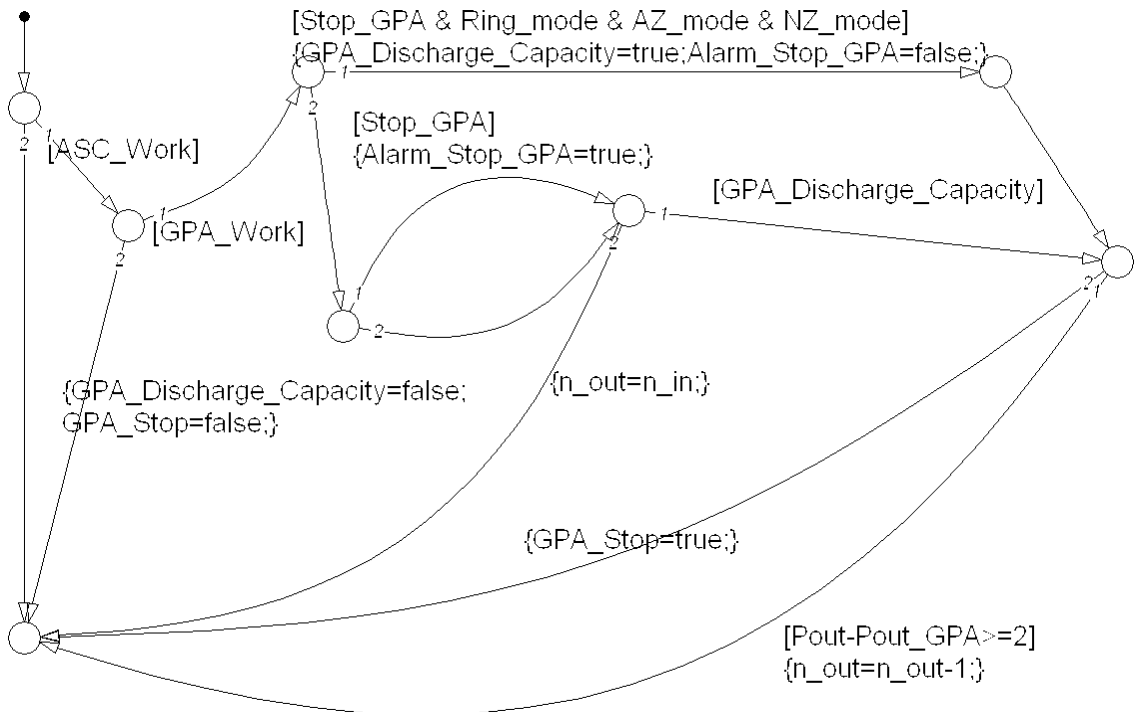 [Stop_GPA & Ring_mode & AZ_mode & NZ_mode]
{GPA_Discharge_Capacity=true;Alarm_Stop_GPA=false;}
1
2
[Stop_GPA]
{Alarm_Stop_GPA=true;}
1
2
[ASC_Work]
[GPA_Discharge_Capacity]
1
2
[GPA_Work]
1
2
1
2
2
1
{GPA_Discharge_Capacity=false;
GPA_Stop=false;}
{n_out=n_in;}
{GPA_Stop=true;}
[Pout-Pout_GPA>=2]
{n_out=n_out-1;}